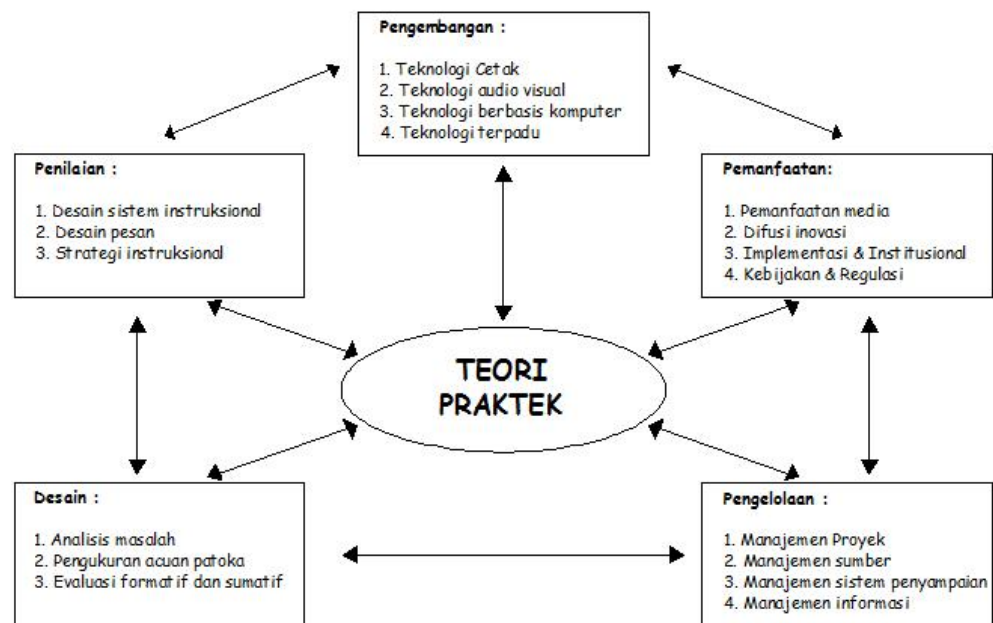 Pengembangan :
1. Teknologi Cetak
2. Teknologi audio visual
3. Teknologi berbasis komputer
4. Teknologi terpadu
Penilaian :
1. Desain sistem instruksional
2. Desain pesan
3. Strategi instruksional
Pemanfaatan:
1. Pemanfaatan media
2. Difusi inovasi
3. Implementasi & Institusional
4. Kebijakan & Regulasi
TEORI
PRAKTEK
Desain :
1. Analisis masalah
2. Pengukuran acuan patoka
3. Evaluasi formatif dan sumatif
Pengelolaan :
1. Manajemen Proyek
2. Manajemen sumber
3. Manajemen sistem penyampaian
4. Manajemen informasi